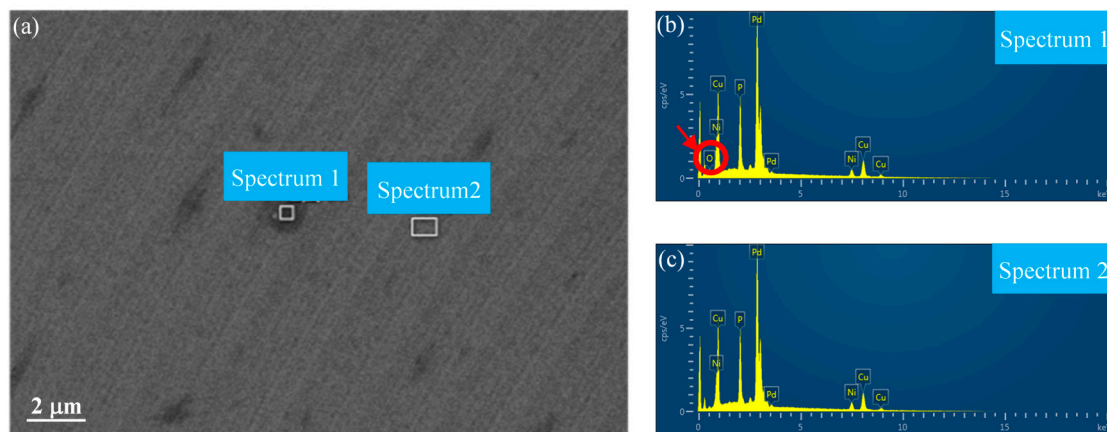 (a)
Spectrum 1
Spectrum2
2 μm
(b)
Spectrum 1
cps/eV
5
0
Pd
Cu
P
Ni
O
Pd
Ni
Cu
Cu
0
5
10
15
keV
(c)
Spectrum 2
cps/eV
5
0
Pd
Cu
P
Ni
Pd
Ni
Cu
Cu
0
5
10
15